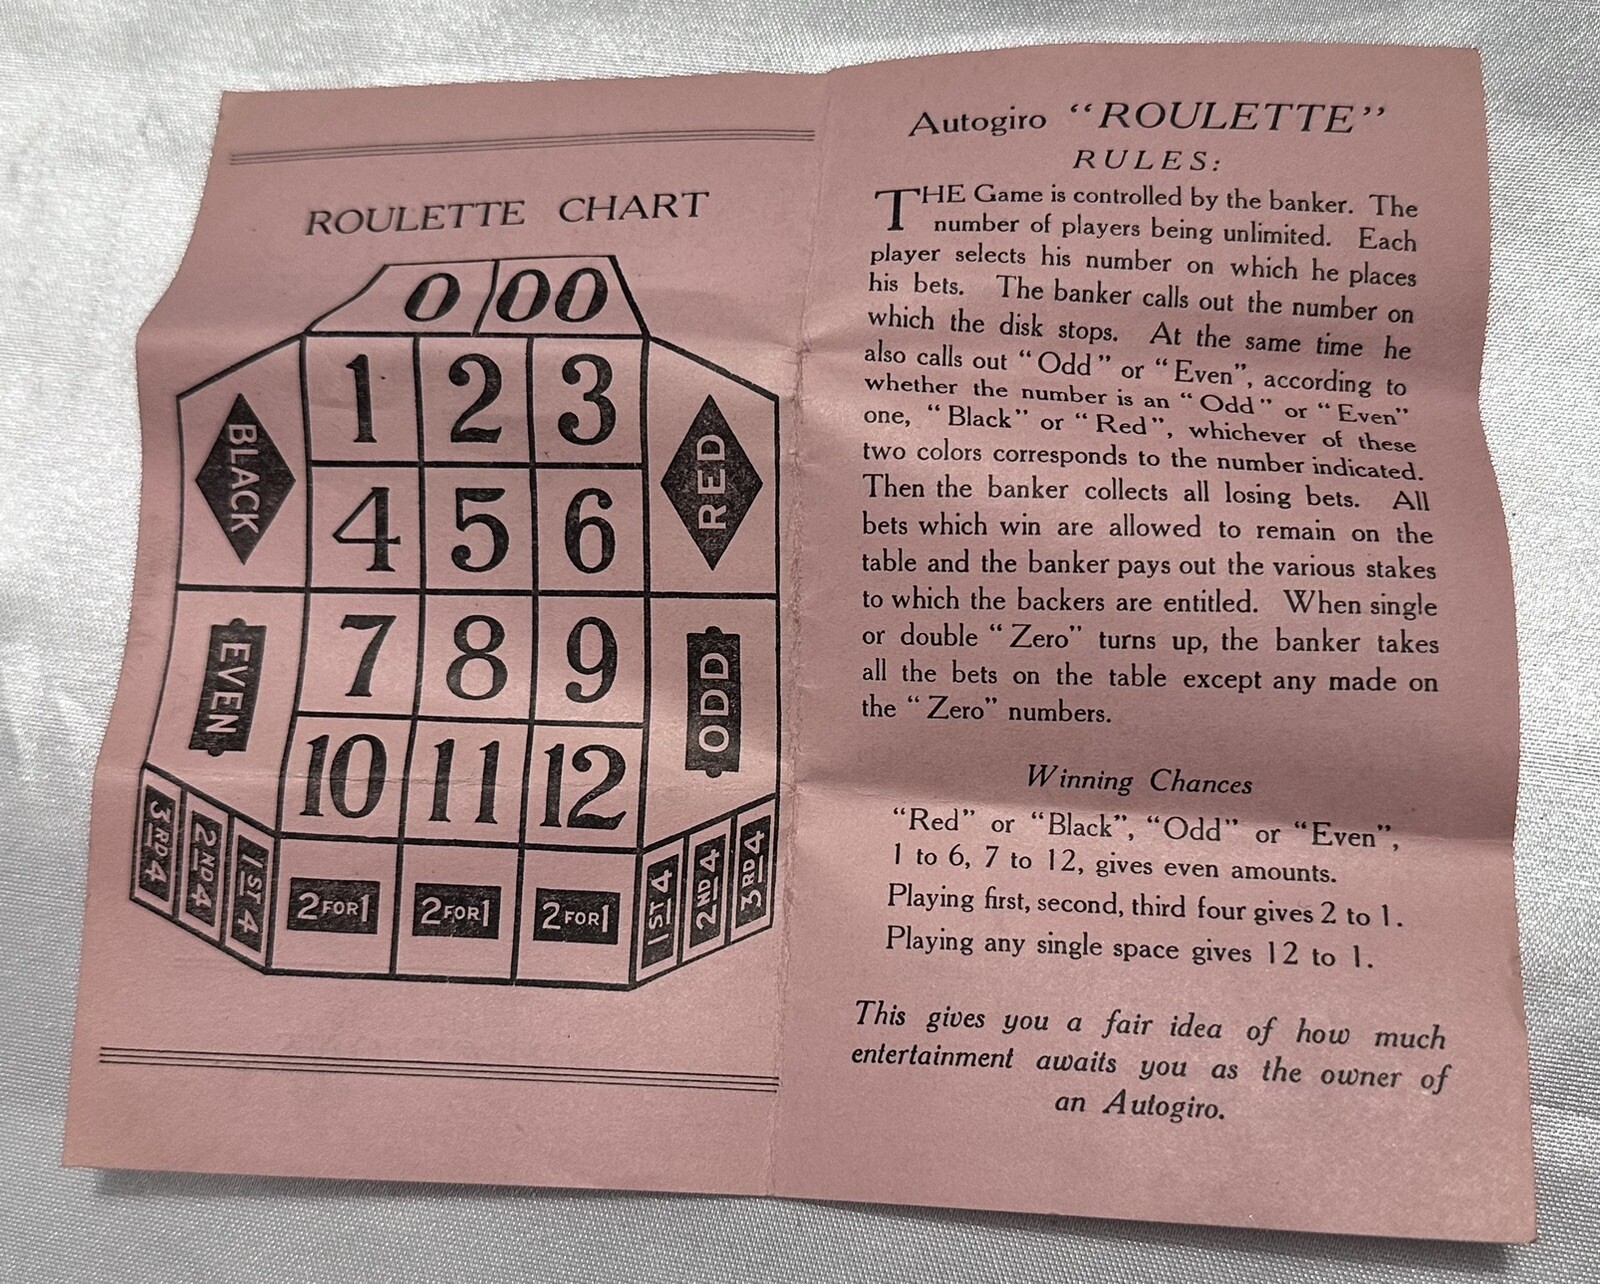 ROULETTE CHART
0 00
BLACK
1 2 3
RED
4 5 6
EVEN
7 8 9
ODD
10 11 12
3RD 4
2ND 4
1ST 4
2 FOR 1
2 FOR 1
2 FOR 1
1ST 4
2ND 4
3RD 4
Autogiro "ROULETTE"
RULES:
THE Game is controlled by the banker. The
number of players being unlimited. Each
player selects his number on which he places
his bets. The banker calls out the number on
which the disk stops. At the same time he
also calls out "Odd" or "Even", according to
whether the number is an "Odd" or "Even"
one, "Black" or "Red", whichever of these
two colors corresponds to the number indicated.
Then the banker collects all losing bets. All
bets which win are allowed to remain on the
table and the banker pays out the various stakes
to which the backers are entitled. When single
or double "Zero" turns up, the banker takes
all the bets on the table except any made on
the "Zero" numbers.
Winning Chances
"Red" or "Black", "Odd" or "Even",
1 to 6, 7 to 12, gives even amounts.
Playing first, second, third four gives 2 to 1.
Playing any single space gives 12 to 1.
This gives you a fair idea of how much
entertainment awaits you as the owner of
an Autogiro.